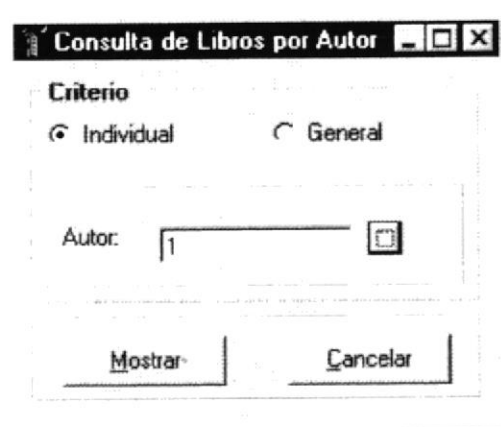 Consulta de Libros por Autor
Criterio
Individual General
Autor: 1
Mostrar Cancelar